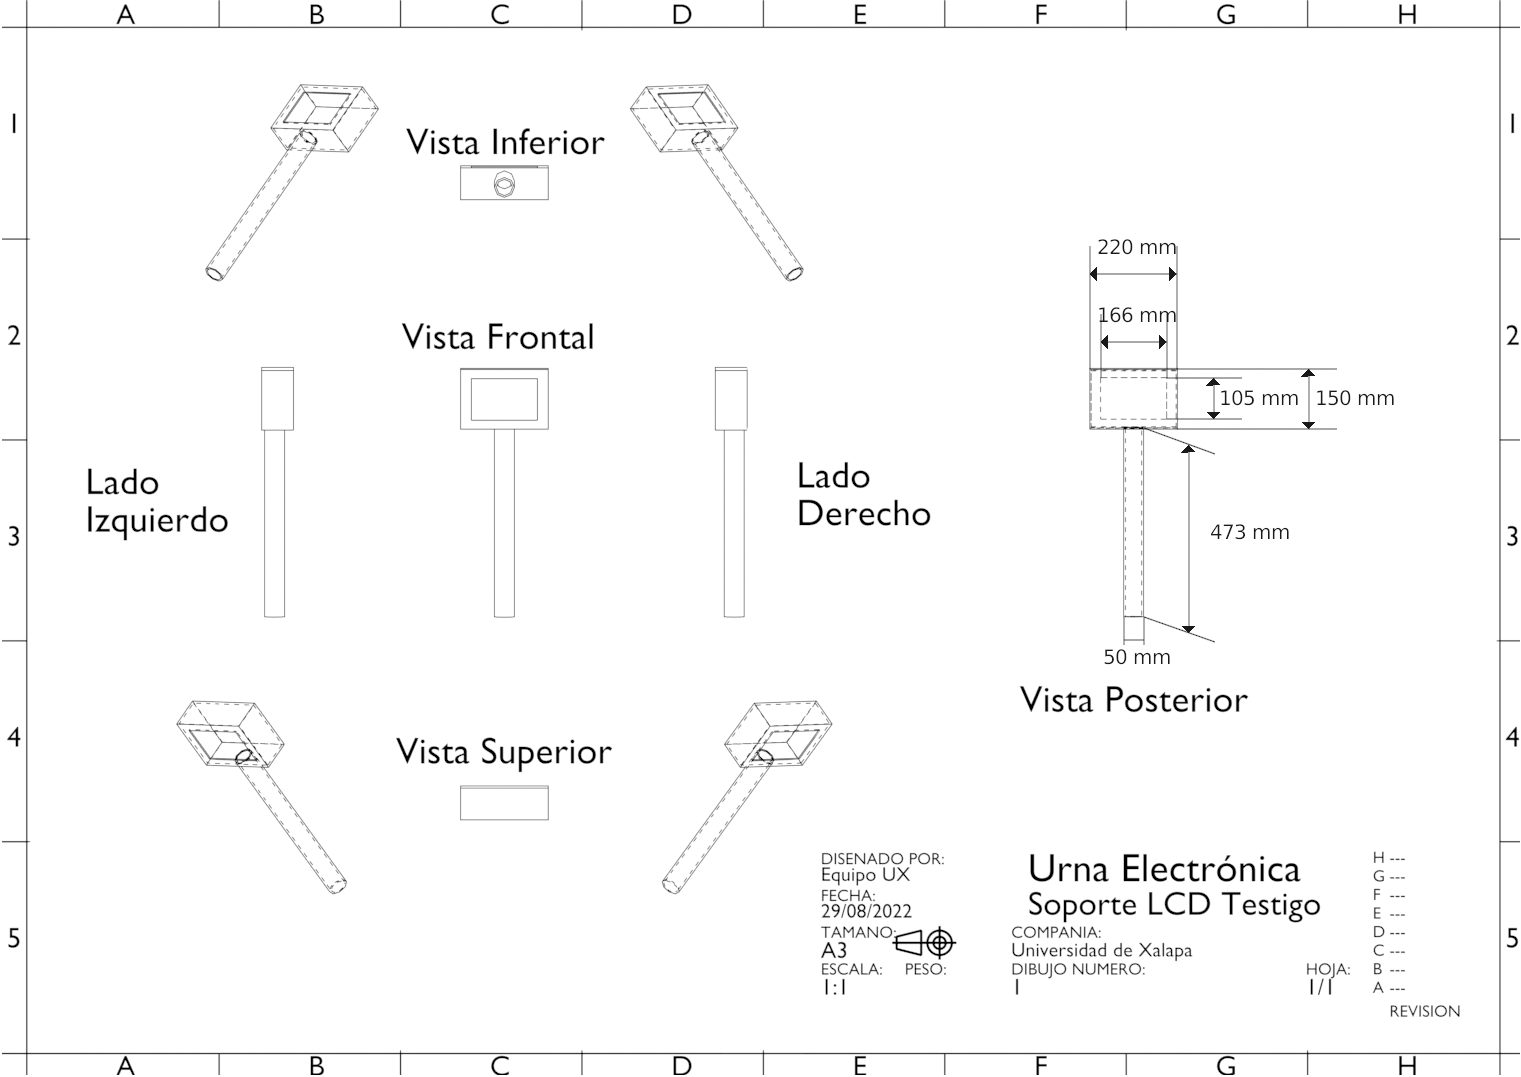 A B C D E F G H
1 1
Vista Inferior
220 mm
166 mm
2 2
Vista Frontal
105 mm 150 mm
Lado
Izquierdo
Lado
Derecho
3 3
473 mm
50 mm
Vista Posterior
4 4
Vista Superior
DISENADO POR:
Equipo UX
FECHA:
29/08/2022
TAMANO:
A3
ESCALA: PESO:
1:1
Urna Electrónica
Soporte LCD Testigo
COMPANIA:
Universidad de Xalapa
DIBUJO NUMERO:
1
HOJA:
1/1
H ---
G ---
F ---
E ---
D ---
C ---
B ---
A ---
REVISION
5 5
A B C D E F G H